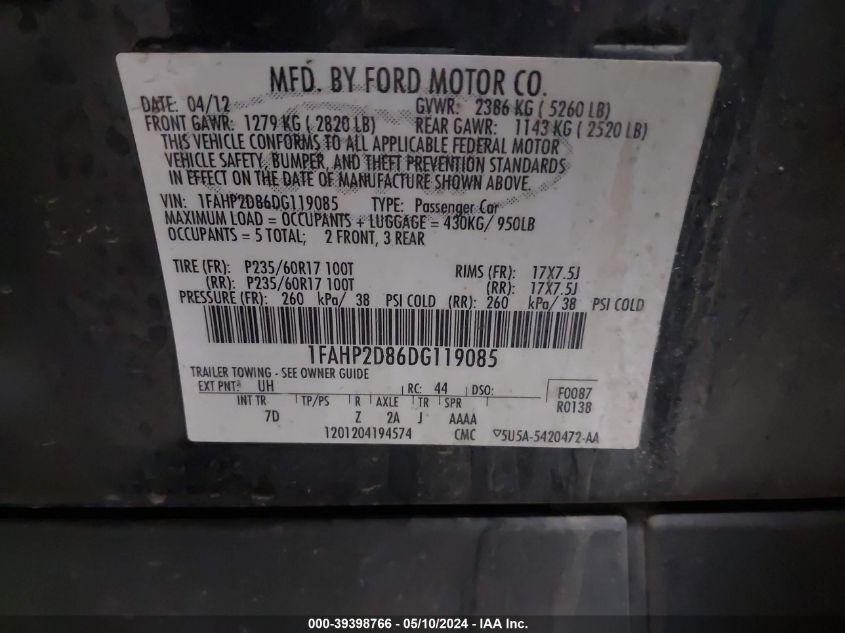 MFD. BY FORD MOTOR CO.
DATE: 04/12 GVWR: 2386 KG ( 5260 LB)
FRONT GAWR: 1279 KG ( 2820 LB) REAR GAWR: 1143 KG ( 2520 LB)
THIS VEHICLE CONFORMS TO ALL APPLICABLE FEDERAL MOTOR
VEHICLE SAFETY, BUMPER, AND THEFT PREVENTION STANDARDS
IN EFFECT ON THE DATE OF MANUFACTURE SHOWN ABOVE.
VIN: 1FAHP2D86DG119085 TYPE: Passenger Car
MAXIMUM LOAD = OCCUPANTS + LUGGAGE = 430KG/ 950LB
OCCUPANTS = 5 TOTAL; 2 FRONT, 3 REAR
TIRE (FR): P235/60R17 100T RIMS (FR): 17X7.5J
(RR): P235/60R17 100T (RR): 17X7.5J
PRESSURE (FR): 260 kPa/ 38 PSI COLD (RR): 260 kPa/ 38 PSI COLD
1FAHP2D86DG119085
TRAILER TOWING - SEE OWNER GUIDE
EXT PNT: UH RC: 44 DSO: F0087
INT TR TP/PS R AXLE TR SPR R0138
7D Z 2A J AAAA
1201204194574 CMC ▽5U5A-5420472-AA
000-39398766 - 05/10/2024 - IAA Inc.